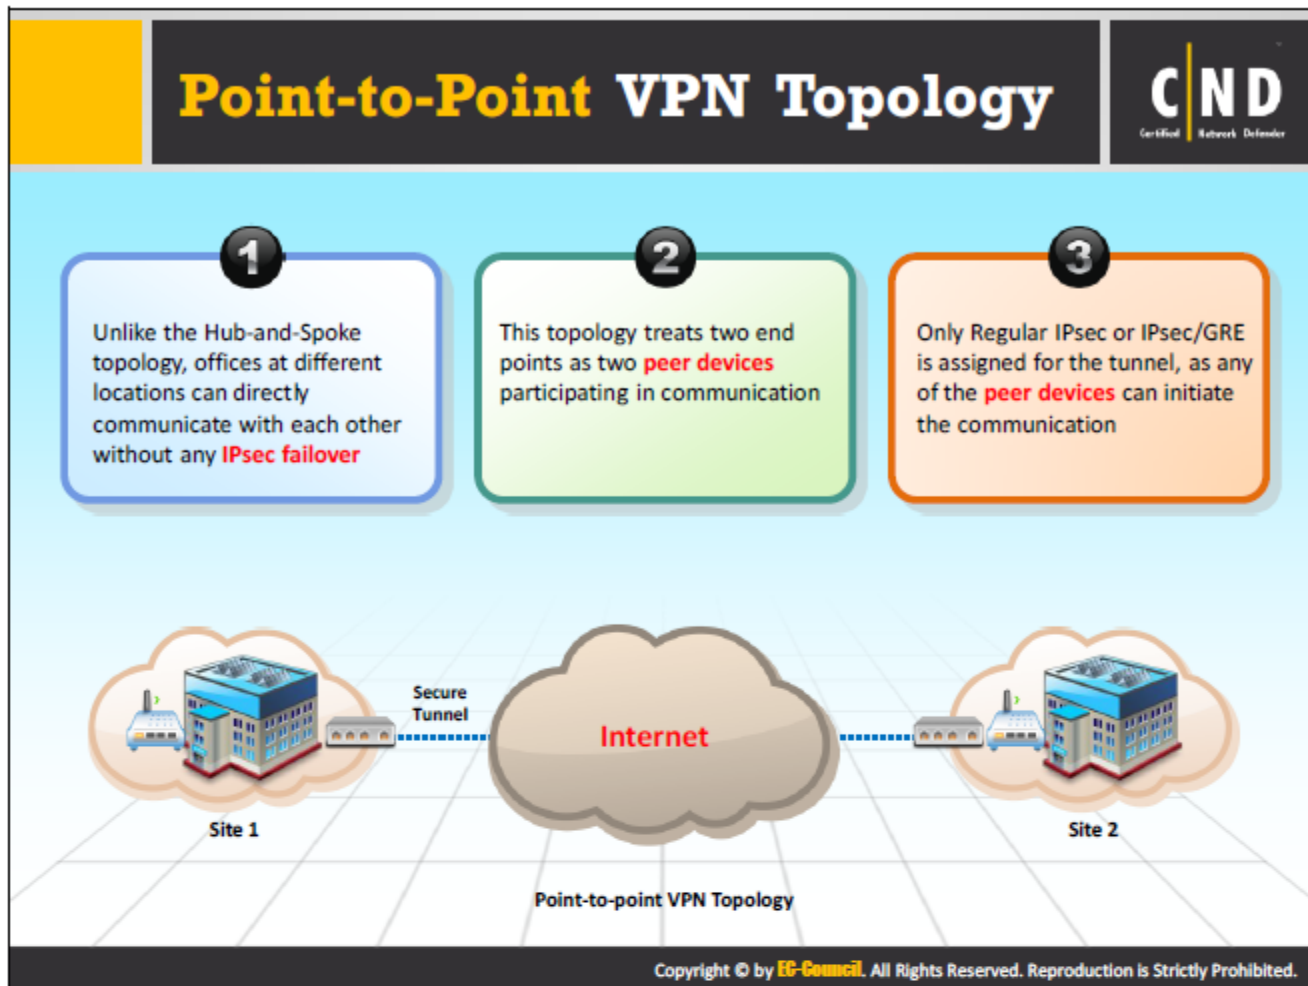 Point-to-Point VPN Topology
C|ND
Certified Network Defender
1
Unlike the Hub-and-Spoke
topology, offices at different
locations can directly
communicate with each other
without any IPsec failover
2
This topology treats two end
points as two peer devices
participating in communication
3
Only Regular IPsec or IPsec/GRE
is assigned for the tunnel, as any
of the peer devices can initiate
the communication
Secure
Tunnel
Internet
Site 1
Site 2
Point-to-point VPN Topology
Copyright © by EC-Council. All Rights Reserved. Reproduction is Strictly Prohibited.